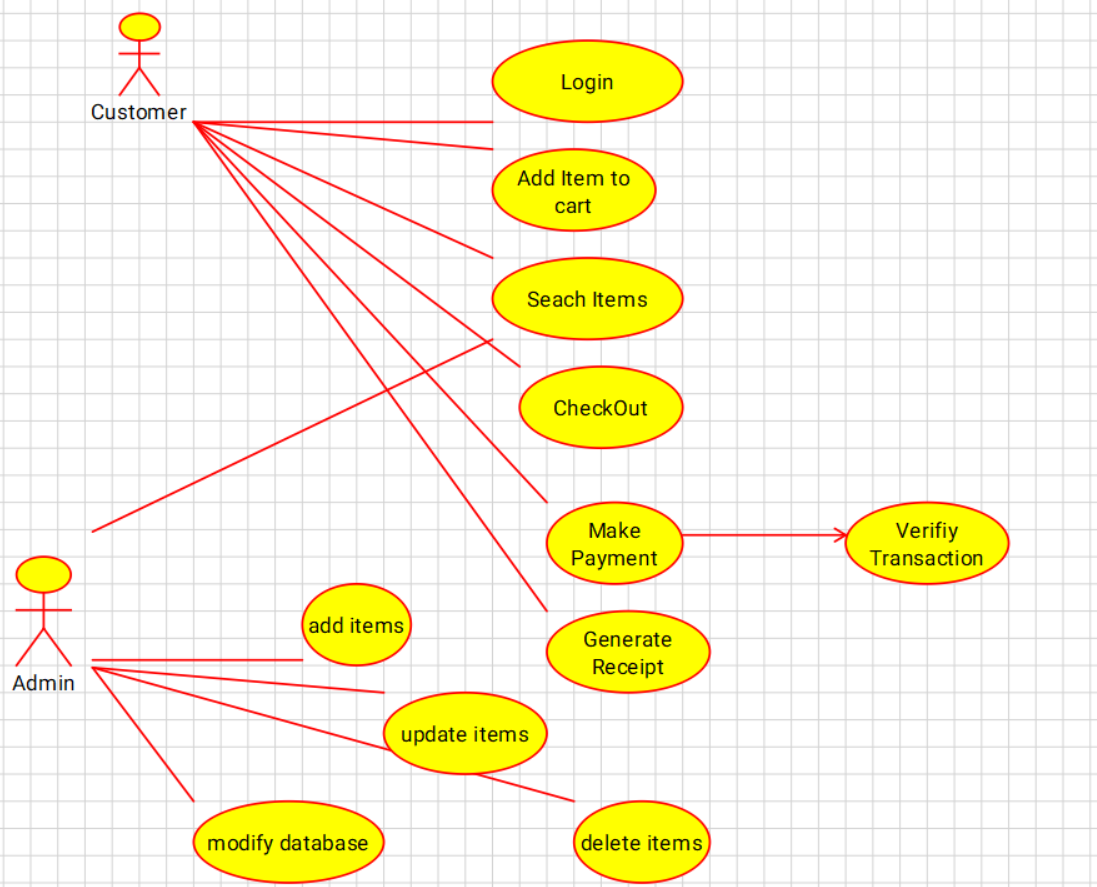 Customer
Login
Add Item to
cart
Seach Items
CheckOut
Make
Payment
Verifiy
Transaction
Generate
Receipt
Admin
add items
update items
modify database
delete items